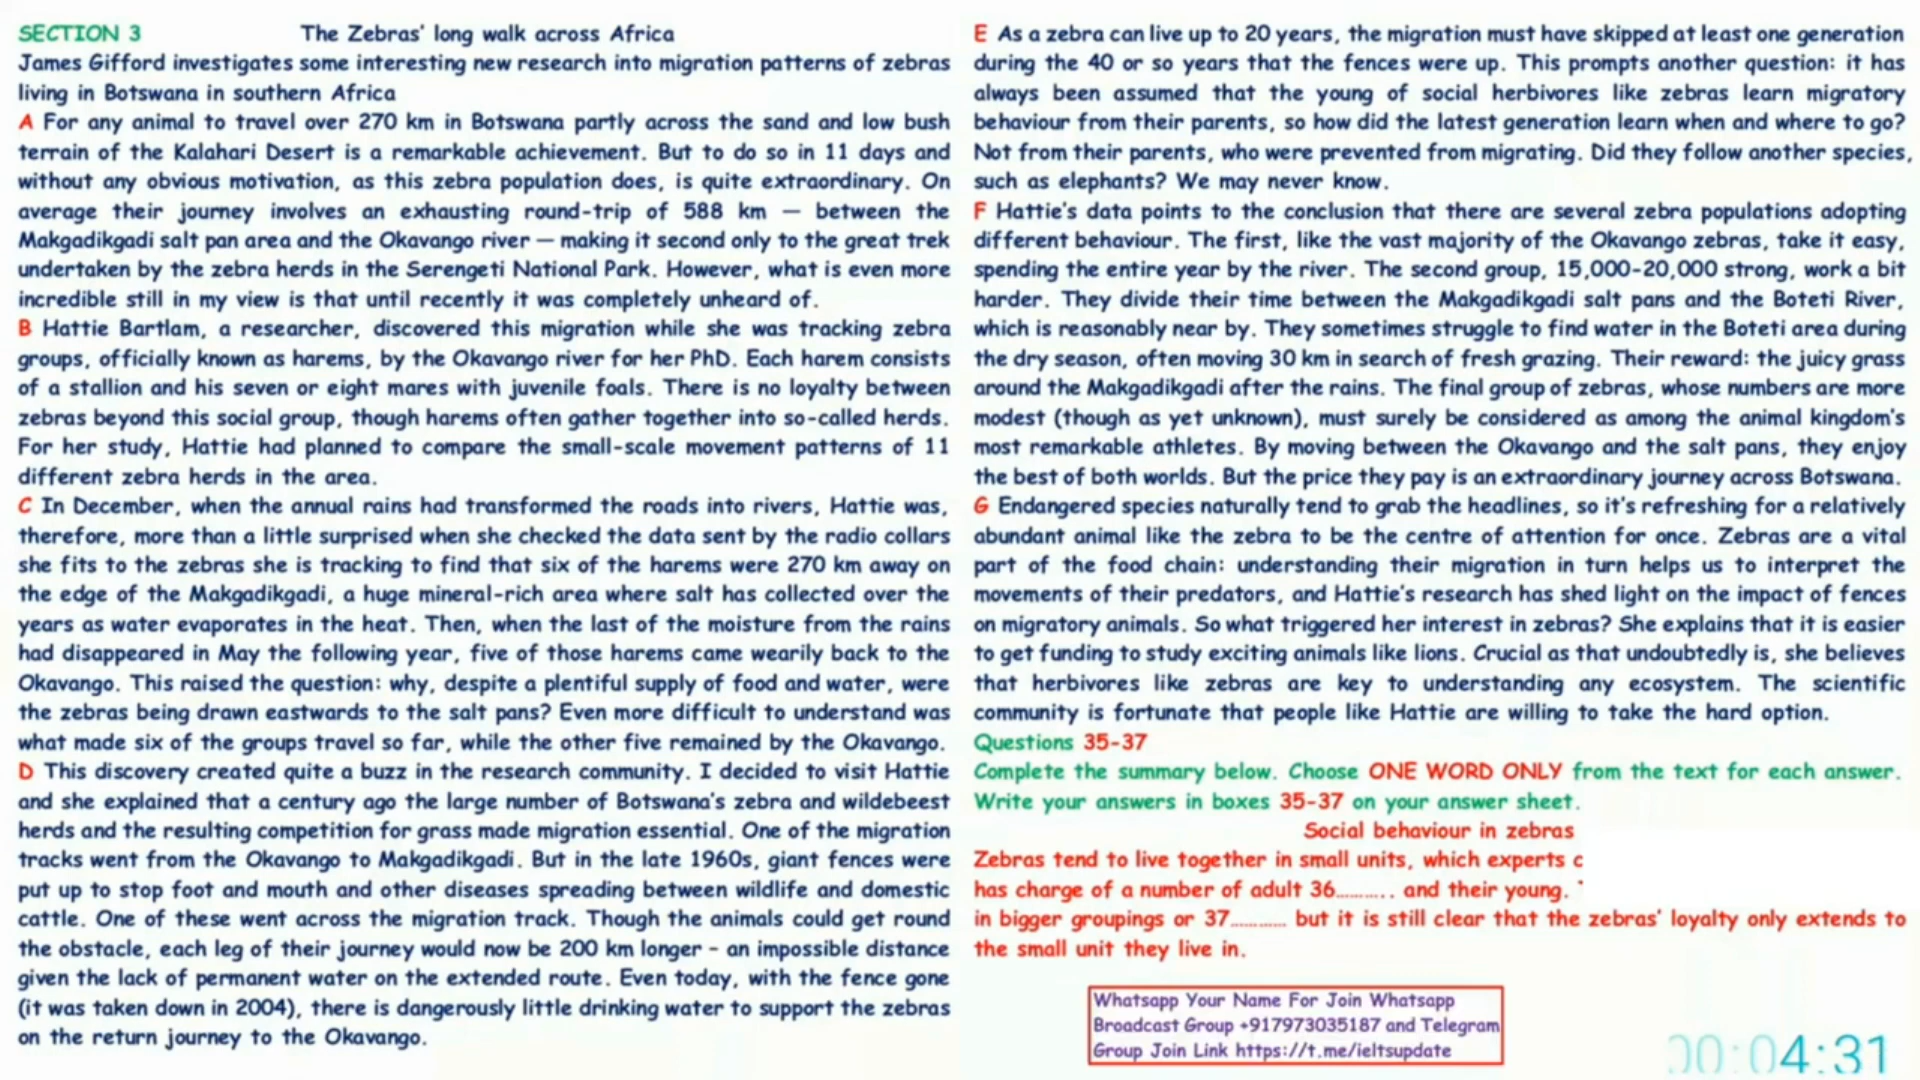 SECTION 3 The Zebras' long walk across Africa
James Gifford investigates some interesting new research into migration patterns of zebras
living in Botswana in southern Africa
A For any animal to travel over 270 km in Botswana partly across the sand and low bush
terrain of the Kalahari Desert is a remarkable achievement. But to do so in 11 days and
without any obvious motivation, as this zebra population does, is quite extraordinary. On
average their journey involves an exhausting round-trip of 588 km — between the
Makgadikgadi salt pan area and the Okavango river — making it second only to the great trek
undertaken by the zebra herds in the Serengeti National Park. However, what is even more
incredible still in my view is that until recently it was completely unheard of.
B Hattie Bartlam, a researcher, discovered this migration while she was tracking zebra
groups, officially known as harems, by the Okavango river for her PhD. Each harem consists
of a stallion and his seven or eight mares with juvenile foals. There is no loyalty between
zebras beyond this social group, though harems often gather together into so-called herds.
For her study, Hattie had planned to compare the small-scale movement patterns of 11
different zebra herds in the area.
C In December, when the annual rains had transformed the roads into rivers, Hattie was,
therefore, more than a little surprised when she checked the data sent by the radio collars
she fits to the zebras she is tracking to find that six of the harems were 270 km away on
the edge of the Makgadikgadi, a huge mineral-rich area where salt has collected over the
years as water evaporates in the heat. Then, when the last of the moisture from the rains
had disappeared in May the following year, five of those harems came wearily back to the
Okavango. This raised the question: why, despite a plentiful supply of food and water, were
the zebras being drawn eastwards to the salt pans? Even more difficult to understand was
what made six of the groups travel so far, while the other five remained by the Okavango.
D This discovery created quite a buzz in the research community. I decided to visit Hattie
and she explained that a century ago the large number of Botswana's zebra and wildebeest
herds and the resulting competition for grass made migration essential. One of the migration
tracks went from the Okavango to Makgadikgadi. But in the late 1960s, giant fences were
put up to stop foot and mouth and other diseases spreading between wildlife and domestic
cattle. One of these went across the migration track. Though the animals could get round
the obstacle, each leg of their journey would now be 200 km longer – an impossible distance
given the lack of permanent water on the extended route. Even today, with the fence gone
(it was taken down in 2004), there is dangerously little drinking water to support the zebras
on the return journey to the Okavango.
E As a zebra can live up to 20 years, the migration must have skipped at least one generation
during the 40 or so years that the fences were up. This prompts another question: it has
always been assumed that the young of social herbivores like zebras learn migratory
behaviour from their parents, so how did the latest generation learn when and where to go?
Not from their parents, who were prevented from migrating. Did they follow another species,
such as elephants? We may never know.
F Hattie's data points to the conclusion that there are several zebra populations adopting
different behaviour. The first, like the vast majority of the Okavango zebras, take it easy,
spending the entire year by the river. The second group, 15,000-20,000 strong, work a bit
harder. They divide their time between the Makgadikgadi salt pans and the Boteti River,
which is reasonably near by. They sometimes struggle to find water in the Boteti area during
the dry season, often moving 30 km in search of fresh grazing. Their reward: the juicy grass
around the Makgadikgadi after the rains. The final group of zebras, whose numbers are more
modest (though as yet unknown), must surely be considered as among the animal kingdom's
most remarkable athletes. By moving between the Okavango and the salt pans, they enjoy
the best of both worlds. But the price they pay is an extraordinary journey across Botswana.
G Endangered species naturally tend to grab the headlines, so it's refreshing for a relatively
abundant animal like the zebra to be the centre of attention for once. Zebras are a vital
part of the food chain: understanding their migration in turn helps us to interpret the
movements of their predators, and Hattie's research has shed light on the impact of fences
on migratory animals. So what triggered her interest in zebras? She explains that it is easier
to get funding to study exciting animals like lions. Crucial as that undoubtedly is, she believes
that herbivores like zebras are key to understanding any ecosystem. The scientific
community is fortunate that people like Hattie are willing to take the hard option.
Questions 35-37
Complete the summary below. Choose ONE WORD ONLY from the text for each answer.
Write your answers in boxes 35-37 on your answer sheet.
Social behaviour in zebras
Zebras tend to live together in small units, which experts c
has charge of a number of adult 36........... and their young.
in bigger groupings or 37............ but it is still clear that the zebras' loyalty only extends to
the small unit they live in.
Whatsapp Your Name For Join Whatsapp
Broadcast Group +917973035187 and Telegram
Group Join Link https://t.me/ieltsupdate
00:04:31